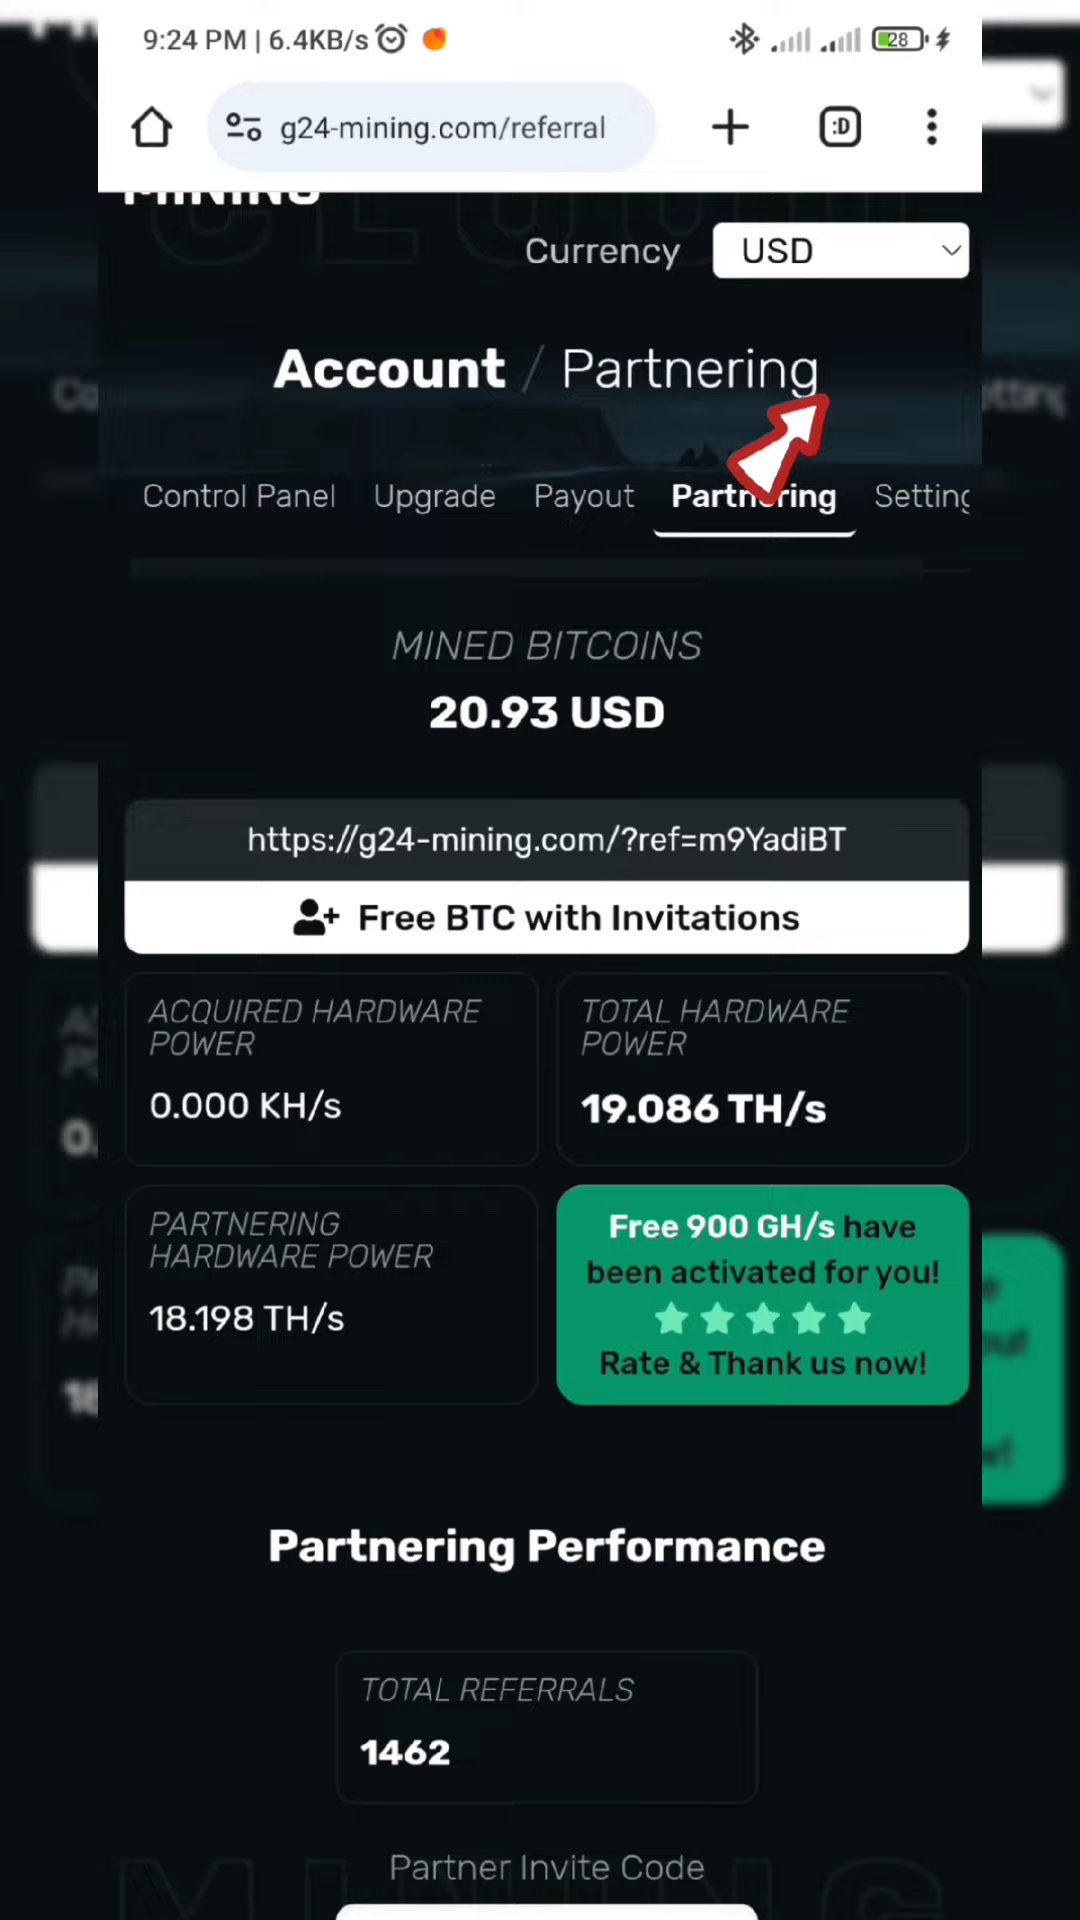 9:24 PM | 6.4KB/s
28
g24-mining.com/referral
:D
MINING
Currency
USD
Account / Partnering
Control Panel
Upgrade
Payout
Partnering
Setting
MINED BITCOINS
20.93 USD
https://g24-mining.com/?ref=m9YadiBT
Free BTC with Invitations
ACQUIRED HARDWARE
POWER
0.000 KH/s
TOTAL HARDWARE
POWER
19.086 TH/s
PARTNERING
HARDWARE POWER
18.198 TH/s
Free 900 GH/s have
been activated for you!
Rate & Thank us now!
Partnering Performance
TOTAL REFERRALS
1462
Partner Invite Code